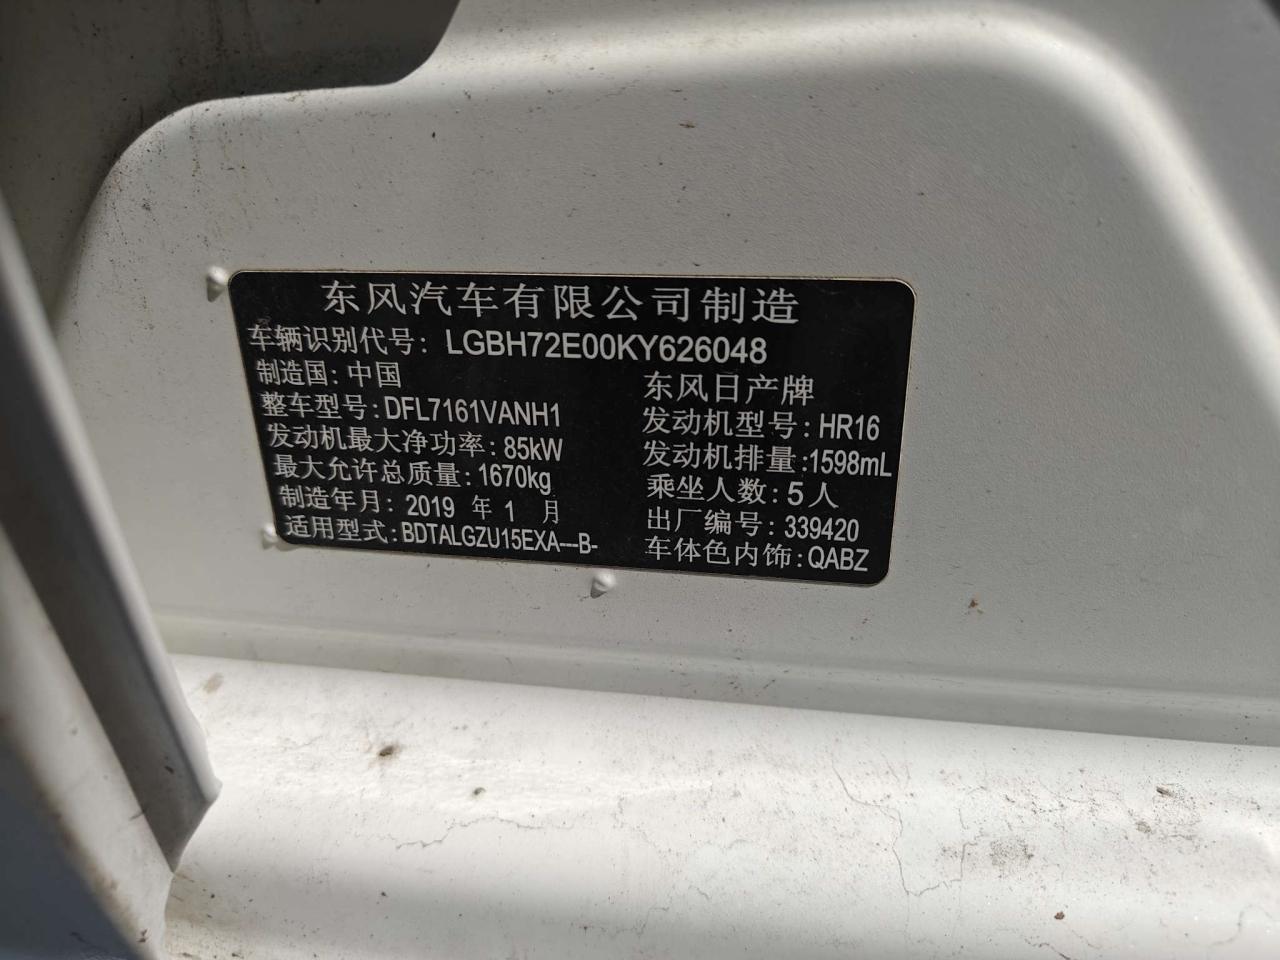 东风汽车有限公司制造
车辆识别代号: LGBH72E00KY626048
制造国: 中国
东风日产牌
整车型号: DFL7161VANH1
发动机型号: HR16
发动机最大净功率: 85kW
发动机排量: 1598mL
最大允许总质量: 1670kg
乘坐人数: 5人
制造年月: 2019 年 1 月
出厂编号: 339420
适用型式: BDTALGZU15EXA---B-
车体色内饰: QABZ